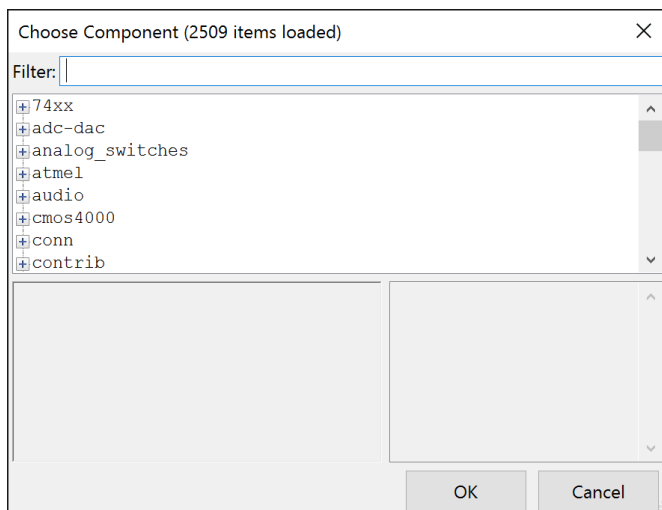 Choose Component (2509 items loaded)
Filter:
74xx
adc-dac
analog_switches
atmel
audio
cmos4000
conn
contrib
OK
Cancel